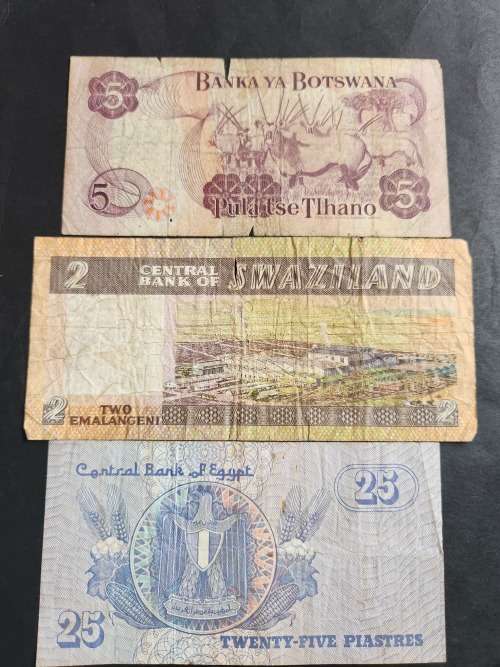 5
BANKA YA BOTSWANA
5
Pula tse Tlhano
5
2
CENTRAL
BANK OF
SWAZILAND
2
TWO
EMALANGENI
2
Central Bank of Egypt
25
25
TWENTY-FIVE PIASTRES